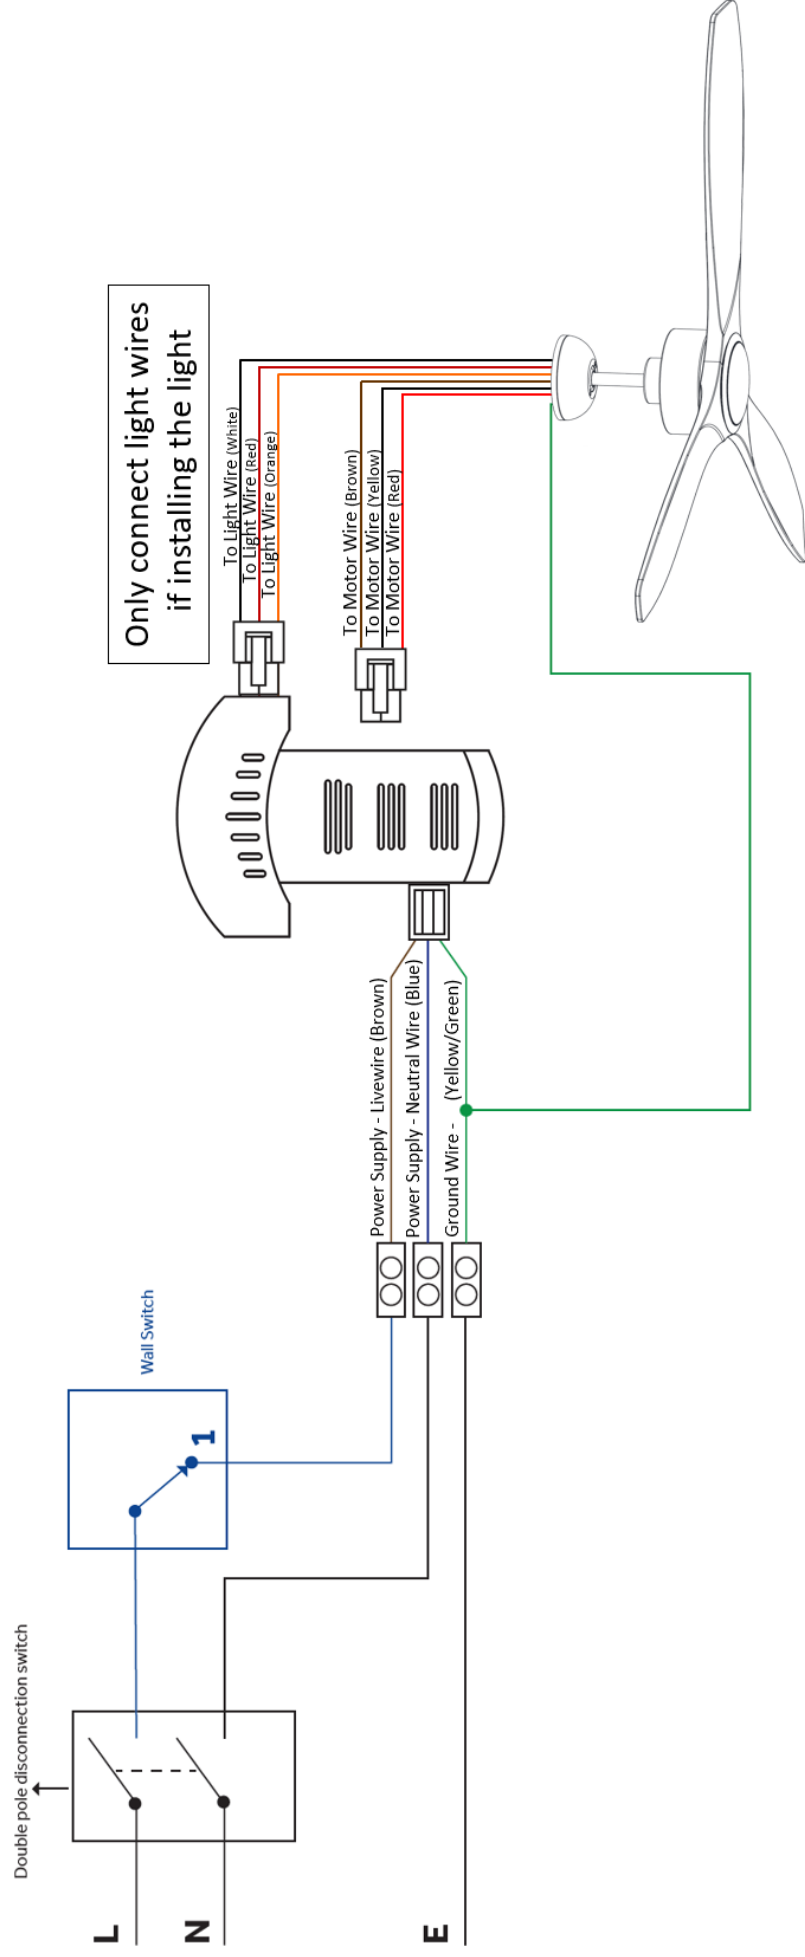 Only connect light wires
if installing the light
To Light Wire (White)
To Light Wire (Red)
To Light Wire (Orange)
To Motor Wire (Brown)
To Motor Wire (Yellow)
To Motor Wire (Red)
Power Supply - Livewire (Brown)
Power Supply - Neutral Wire (Blue)
Ground Wire - (Yellow/Green)
Wall Switch
1
Double pole disconnection switch
L
N
E